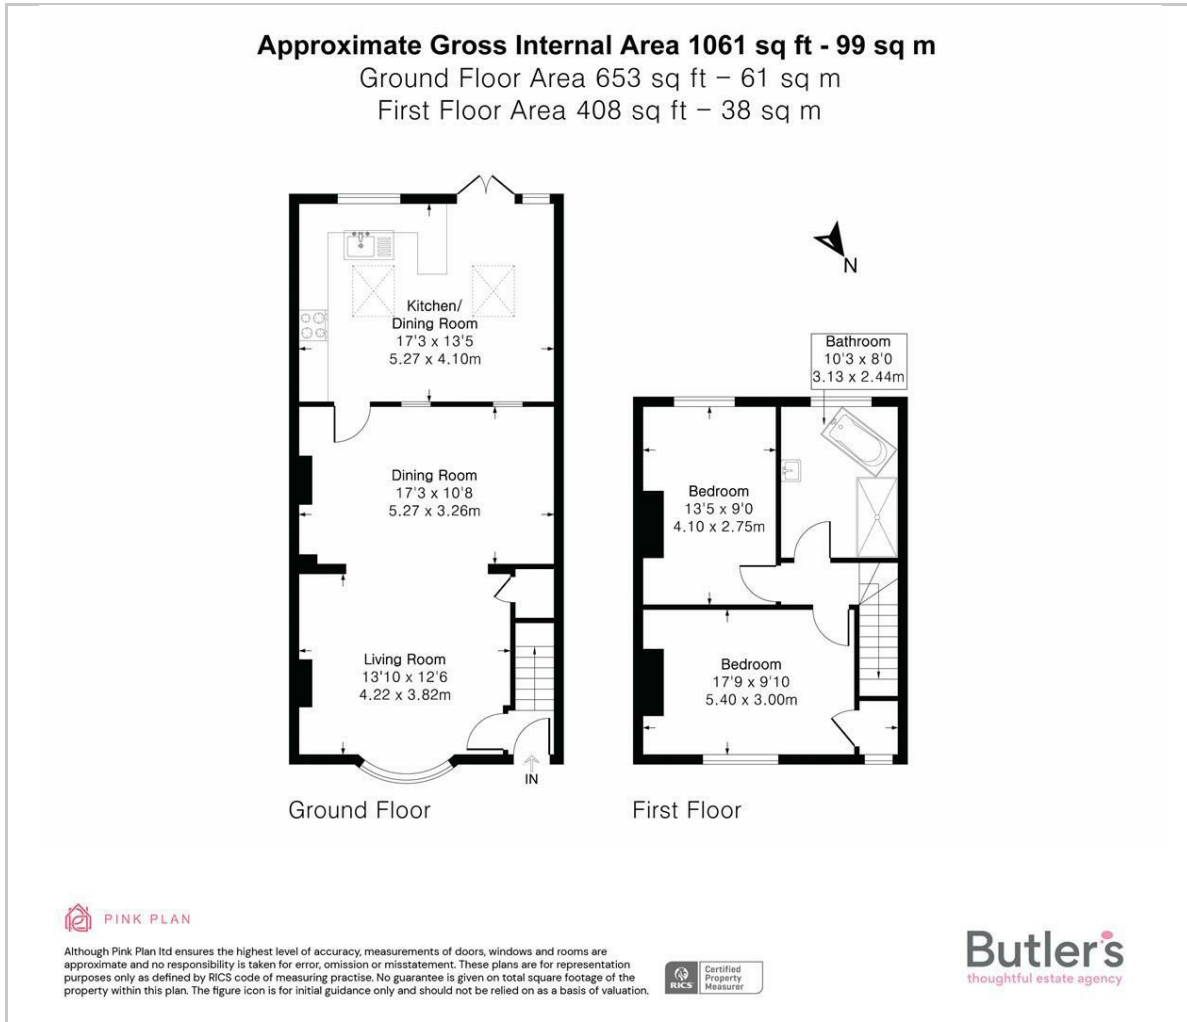 Approximate Gross Internal Area 1061 sq ft - 99 sq m
Ground Floor Area 653 sq ft – 61 sq m
First Floor Area 408 sq ft – 38 sq m
N
Kitchen/
Dining Room
17'3 x 13'5
5.27 x 4.10m
Dining Room
17'3 x 10'8
5.27 x 3.26m
Living Room
13'10 x 12'6
4.22 x 3.82m
IN
Ground Floor
Bathroom
10'3 x 8'0
3.13 x 2.44m
Bedroom
13'5 x 9'0
4.10 x 2.75m
Bedroom
17'9 x 9'10
5.40 x 3.00m
First Floor
PINK PLAN
Although Pink Plan ltd ensures the highest level of accuracy, measurements of doors, windows and rooms are
approximate and no responsibility is taken for error, omission or misstatement. These plans are for representation
purposes only as defined by RICS code of measuring practise. No guarantee is given on total square footage of the
property within this plan. The figure icon is for initial guidance only and should not be relied on as a basis of valuation.
RICS
Certified
Property
Measurer
Butler's
thoughtful estate agency